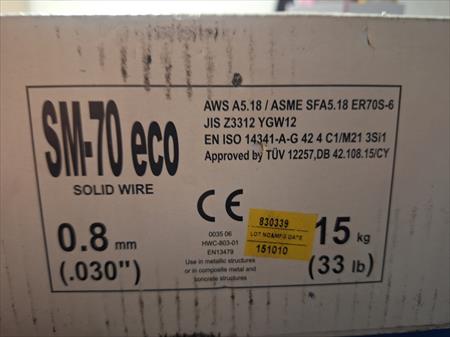 SM-70 eco
SOLID WIRE
AWS A5.18 / ASME SFA5.18 ER70S-6
JIS Z3312 YGW12
EN ISO 14341-A-G 42 4 C1/M21 3Si1
Approved by TÜV 12257,DB 42.108.15/CY
CE
0035 06
HWC-803-01
EN13479
Use in metallic structures
or in composite metal and
concrete structures
0.8 mm
(.030")
830339
LOT NO&MFG DATE
151010
15 kg
(33 lb)